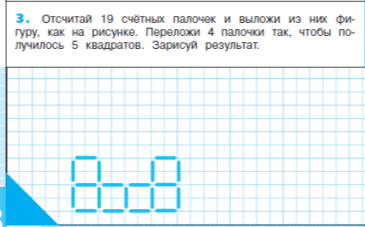 3. Отсчитай 19 счётных палочек и выложи из них фи-
гуру, как на рисунке. Переложи 4 палочки так, чтобы по-
лучилось 5 квадратов. Зарисуй результат.